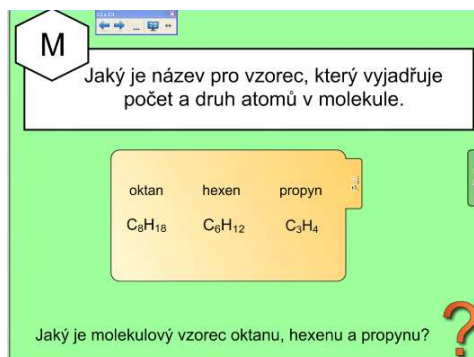 M
Jaký je název pro vzorec, který vyjadřuje
počet a druh atomů v molekule.
oktan hexen propyn
C₈H₁₈ C₆H₁₂ C₃H₄
Jaký je molekulový vzorec oktanu, hexenu a propynu?
?